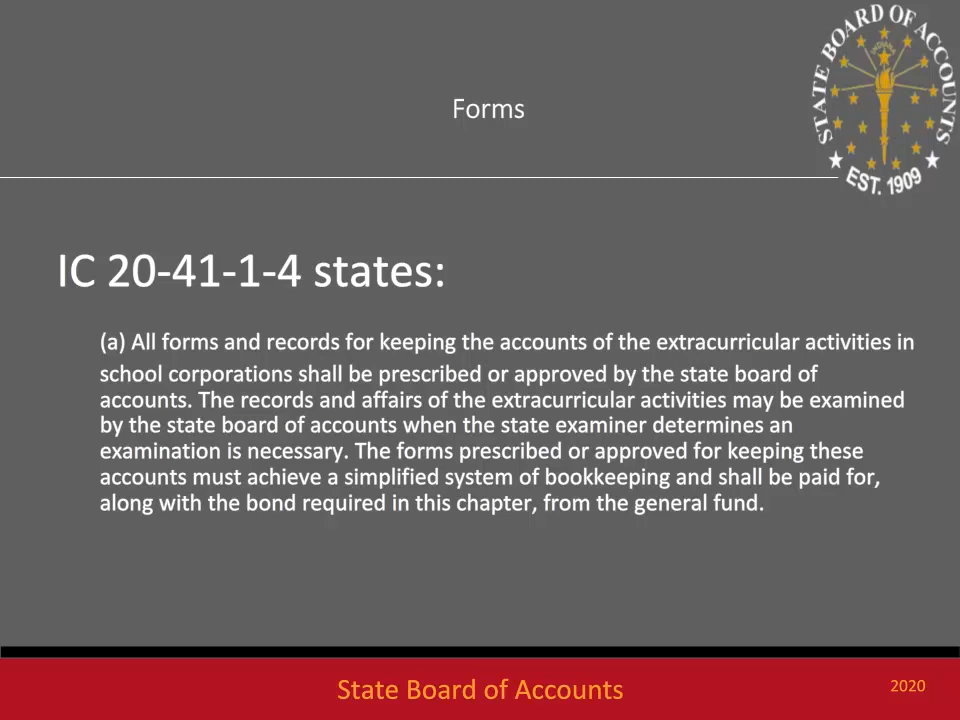 STATE BOARD OF ACCOUNTS
INDIANA
EST. 1909
Forms
IC 20-41-1-4 states:
(a) All forms and records for keeping the accounts of the extracurricular activities in
school corporations shall be prescribed or approved by the state board of
accounts. The records and affairs of the extracurricular activities may be examined
by the state board of accounts when the state examiner determines an
examination is necessary. The forms prescribed or approved for keeping these
accounts must achieve a simplified system of bookkeeping and shall be paid for,
along with the bond required in this chapter, from the general fund.
State Board of Accounts
2020